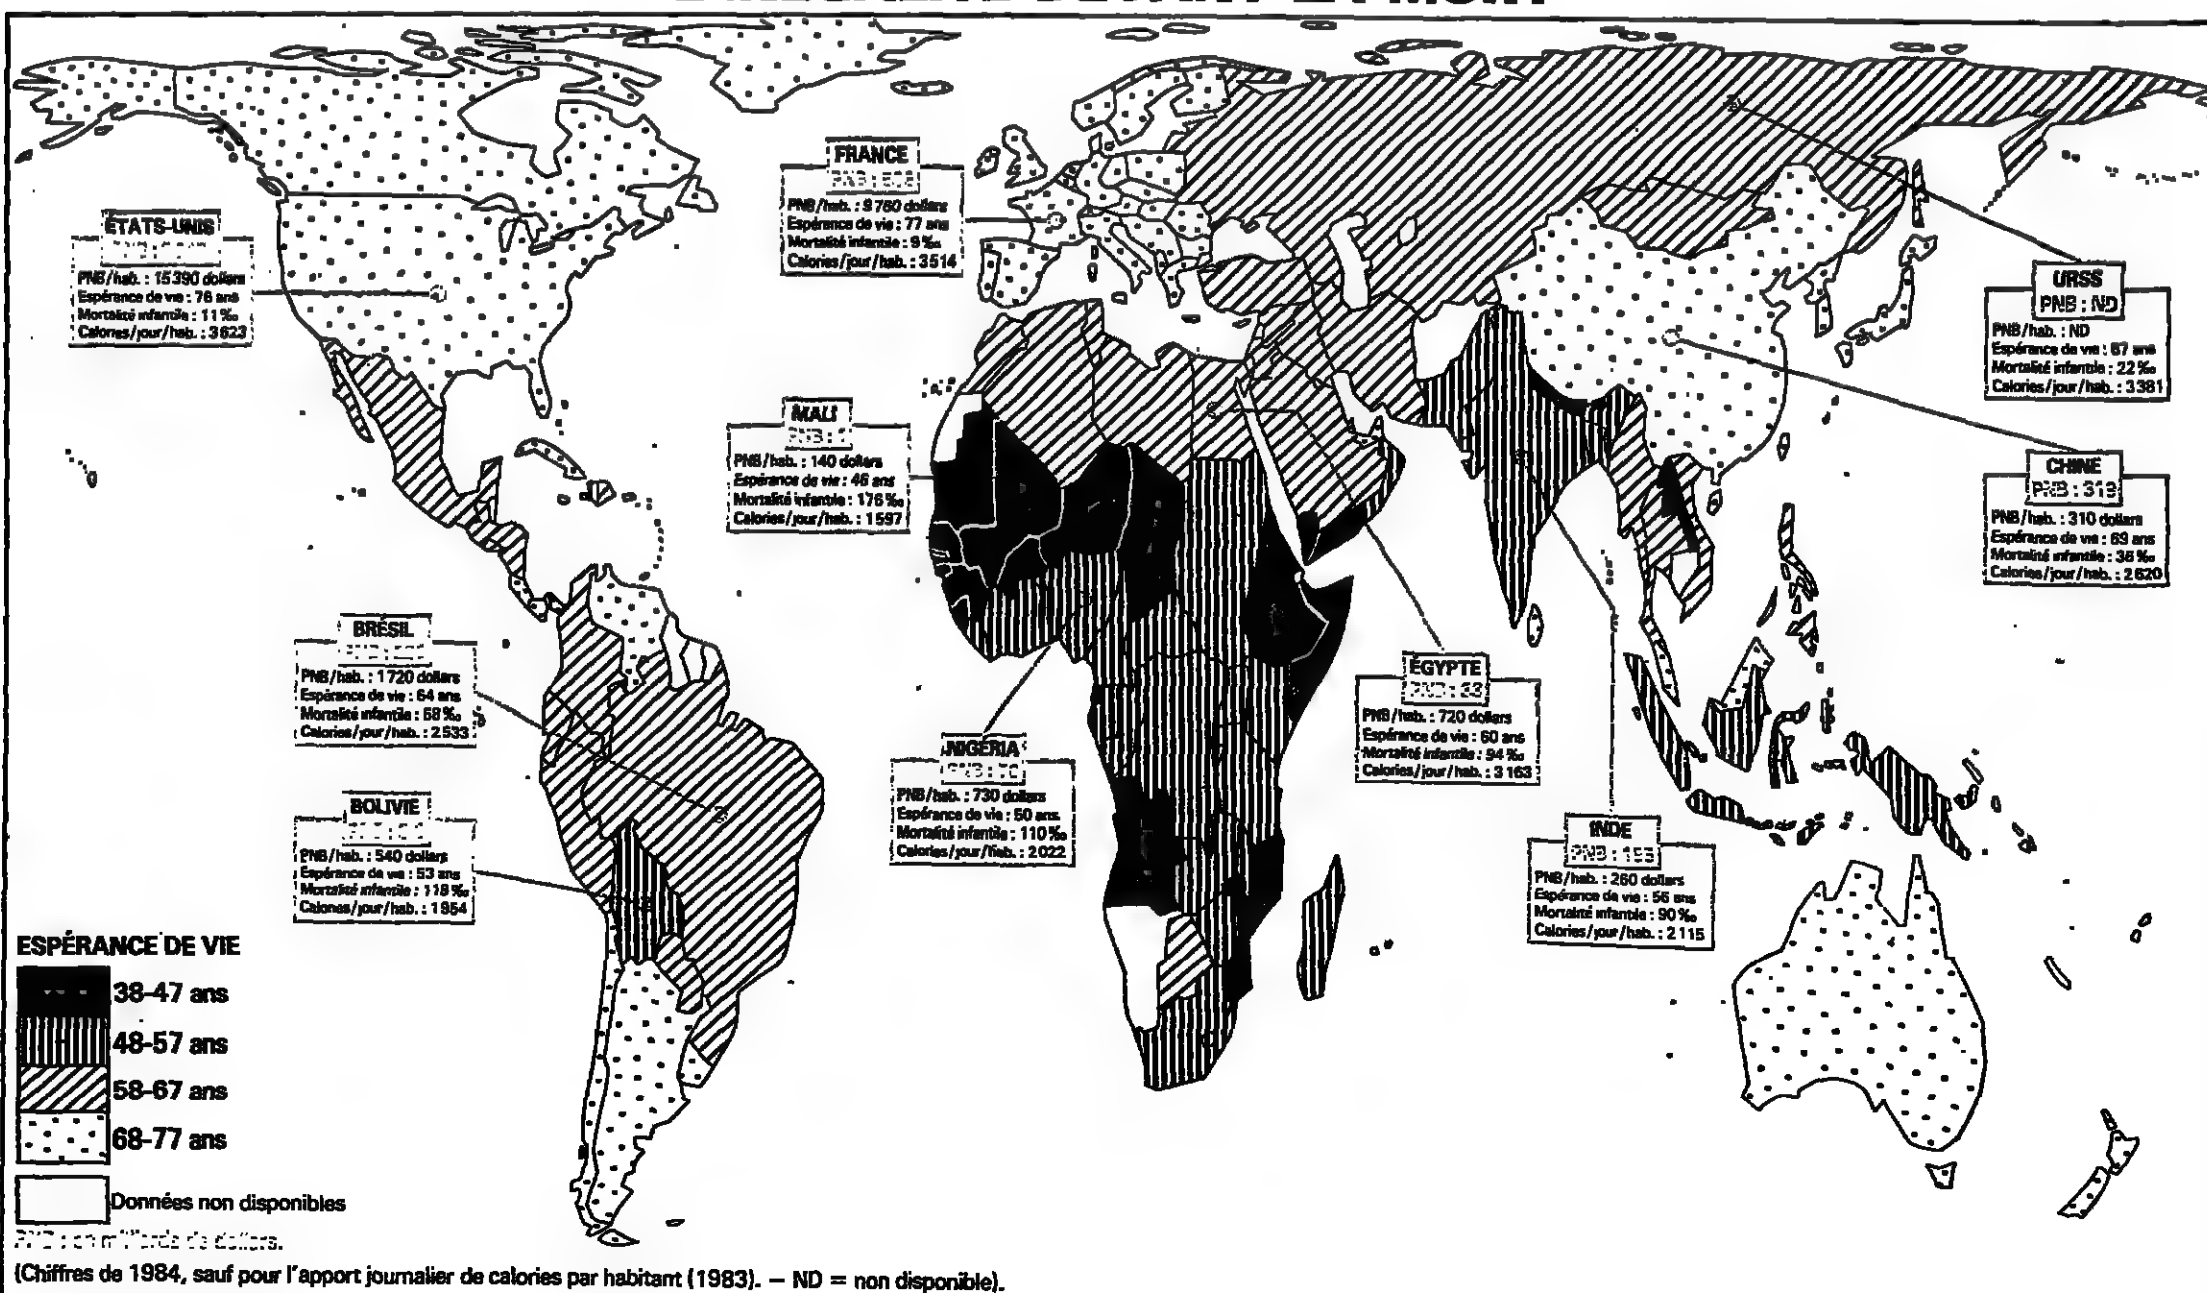 ÉTATS-UNIS
PNB/hab. : 15 390 dollars
Espérance de vie : 76 ans
Mortalité infantile : 11 ‰
Calories/jour/hab. : 3 623
FRANCE
PNB/hab. : 9 760 dollars
Espérance de vie : 77 ans
Mortalité infantile : 9 ‰
Calories/jour/hab. : 3 514
URSS
PNB : ND
PNB/hab. : ND
Espérance de vie : 67 ans
Mortalité infantile : 22 ‰
Calories/jour/hab. : 3 381
MALI
PNB/hab. : 140 dollars
Espérance de vie : 46 ans
Mortalité infantile : 176 ‰
Calories/jour/hab. : 1 597
CHINE
PNB : 319
PNB/hab. : 310 dollars
Espérance de vie : 69 ans
Mortalité infantile : 36 ‰
Calories/jour/hab. : 2 620
BRÉSIL
PNB/hab. : 1 720 dollars
Espérance de vie : 64 ans
Mortalité infantile : 68 ‰
Calories/jour/hab. : 2 533
ÉGYPTE
PNB : 33
PNB/hab. : 720 dollars
Espérance de vie : 60 ans
Mortalité infantile : 94 ‰
Calories/jour/hab. : 3 163
NIGÉRIA
PNB/hab. : 730 dollars
Espérance de vie : 50 ans
Mortalité infantile : 110 ‰
Calories/jour/hab. : 2 022
BOLIVIE
PNB/hab. : 540 dollars
Espérance de vie : 53 ans
Mortalité infantile : 118 ‰
Calories/jour/hab. : 1 954
INDE
PNB/hab. : 260 dollars
Espérance de vie : 56 ans
Mortalité infantile : 90 ‰
Calories/jour/hab. : 2 115
ESPÉRANCE DE VIE
38-47 ans
48-57 ans
58-67 ans
68-77 ans
Données non disponibles
PNB : en milliards de dollars.
(Chiffres de 1984, sauf pour l'apport journalier de calories par habitant (1983). – ND = non disponible).